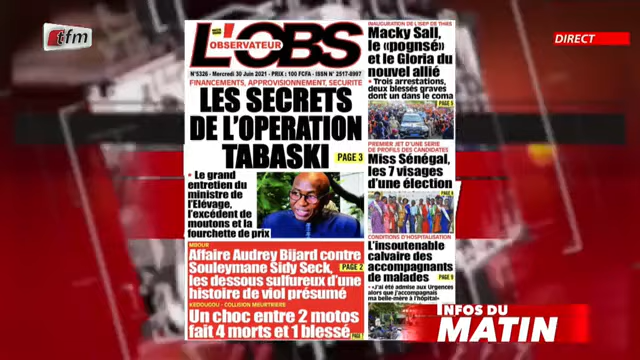 tfm
DIRECT
L'OBS
OBSERVATEUR
N°5326 - Mercredi 30 Juin 2021 - PRIX : 100 FCFA - ISSN N° 2517-8997
FINANCEMENTS, APPROVISIONNEMENT, SECURITE
LES SECRETS
DE L'OPERATION
TABASKI PAGE 3
• Le grand
entretien du
ministre de
l'Elévage,
l'excédent de
moutons et la
fourchette de prix
MBOUR
Affaire Audrey Bijard contre
Souleymane Sidy Seck, PAGE 2
les dessous sulfureux d'une
histoire de viol présumé
KEDOUGOU - COLLISION MEURTRIERE
Un choc entre 2 motos
fait 4 morts et 1 blessé
INAUGURATION DE L'ISEP DE THIES
Macky Sall,
le «pognsé»
et le Gloria du
nouvel allié
• Trois arrestations,
deux blessés graves
dont un dans le coma
PAGE 5
PREMIER JET D'UNE SERIE
DE PROFILS DES CANDIDATES
Miss Sénégal,
les 7 visages
d'une élection
CONDITIONS D'HOSPITALISATION
L'insoutenable
calvaire des
accompagnants
de malades
• «J'ai été admise aux Urgences
alors que j'accompagnais
ma belle-mère à l'hôpital»
INFOS DU
MATIN